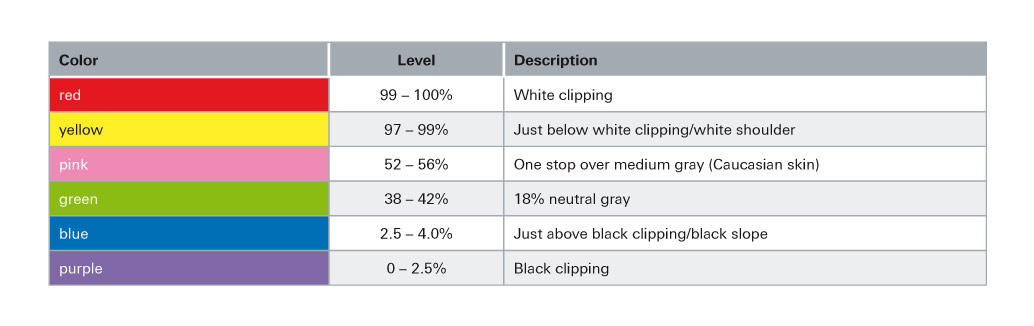 Color Level Description
red 99 – 100% White clipping
yellow 97 – 99% Just below white clipping/white shoulder
pink 52 – 56% One stop over medium gray (Caucasian skin)
green 38 – 42% 18% neutral gray
blue 2.5 – 4.0% Just above black clipping/black slope
purple 0 – 2.5% Black clipping